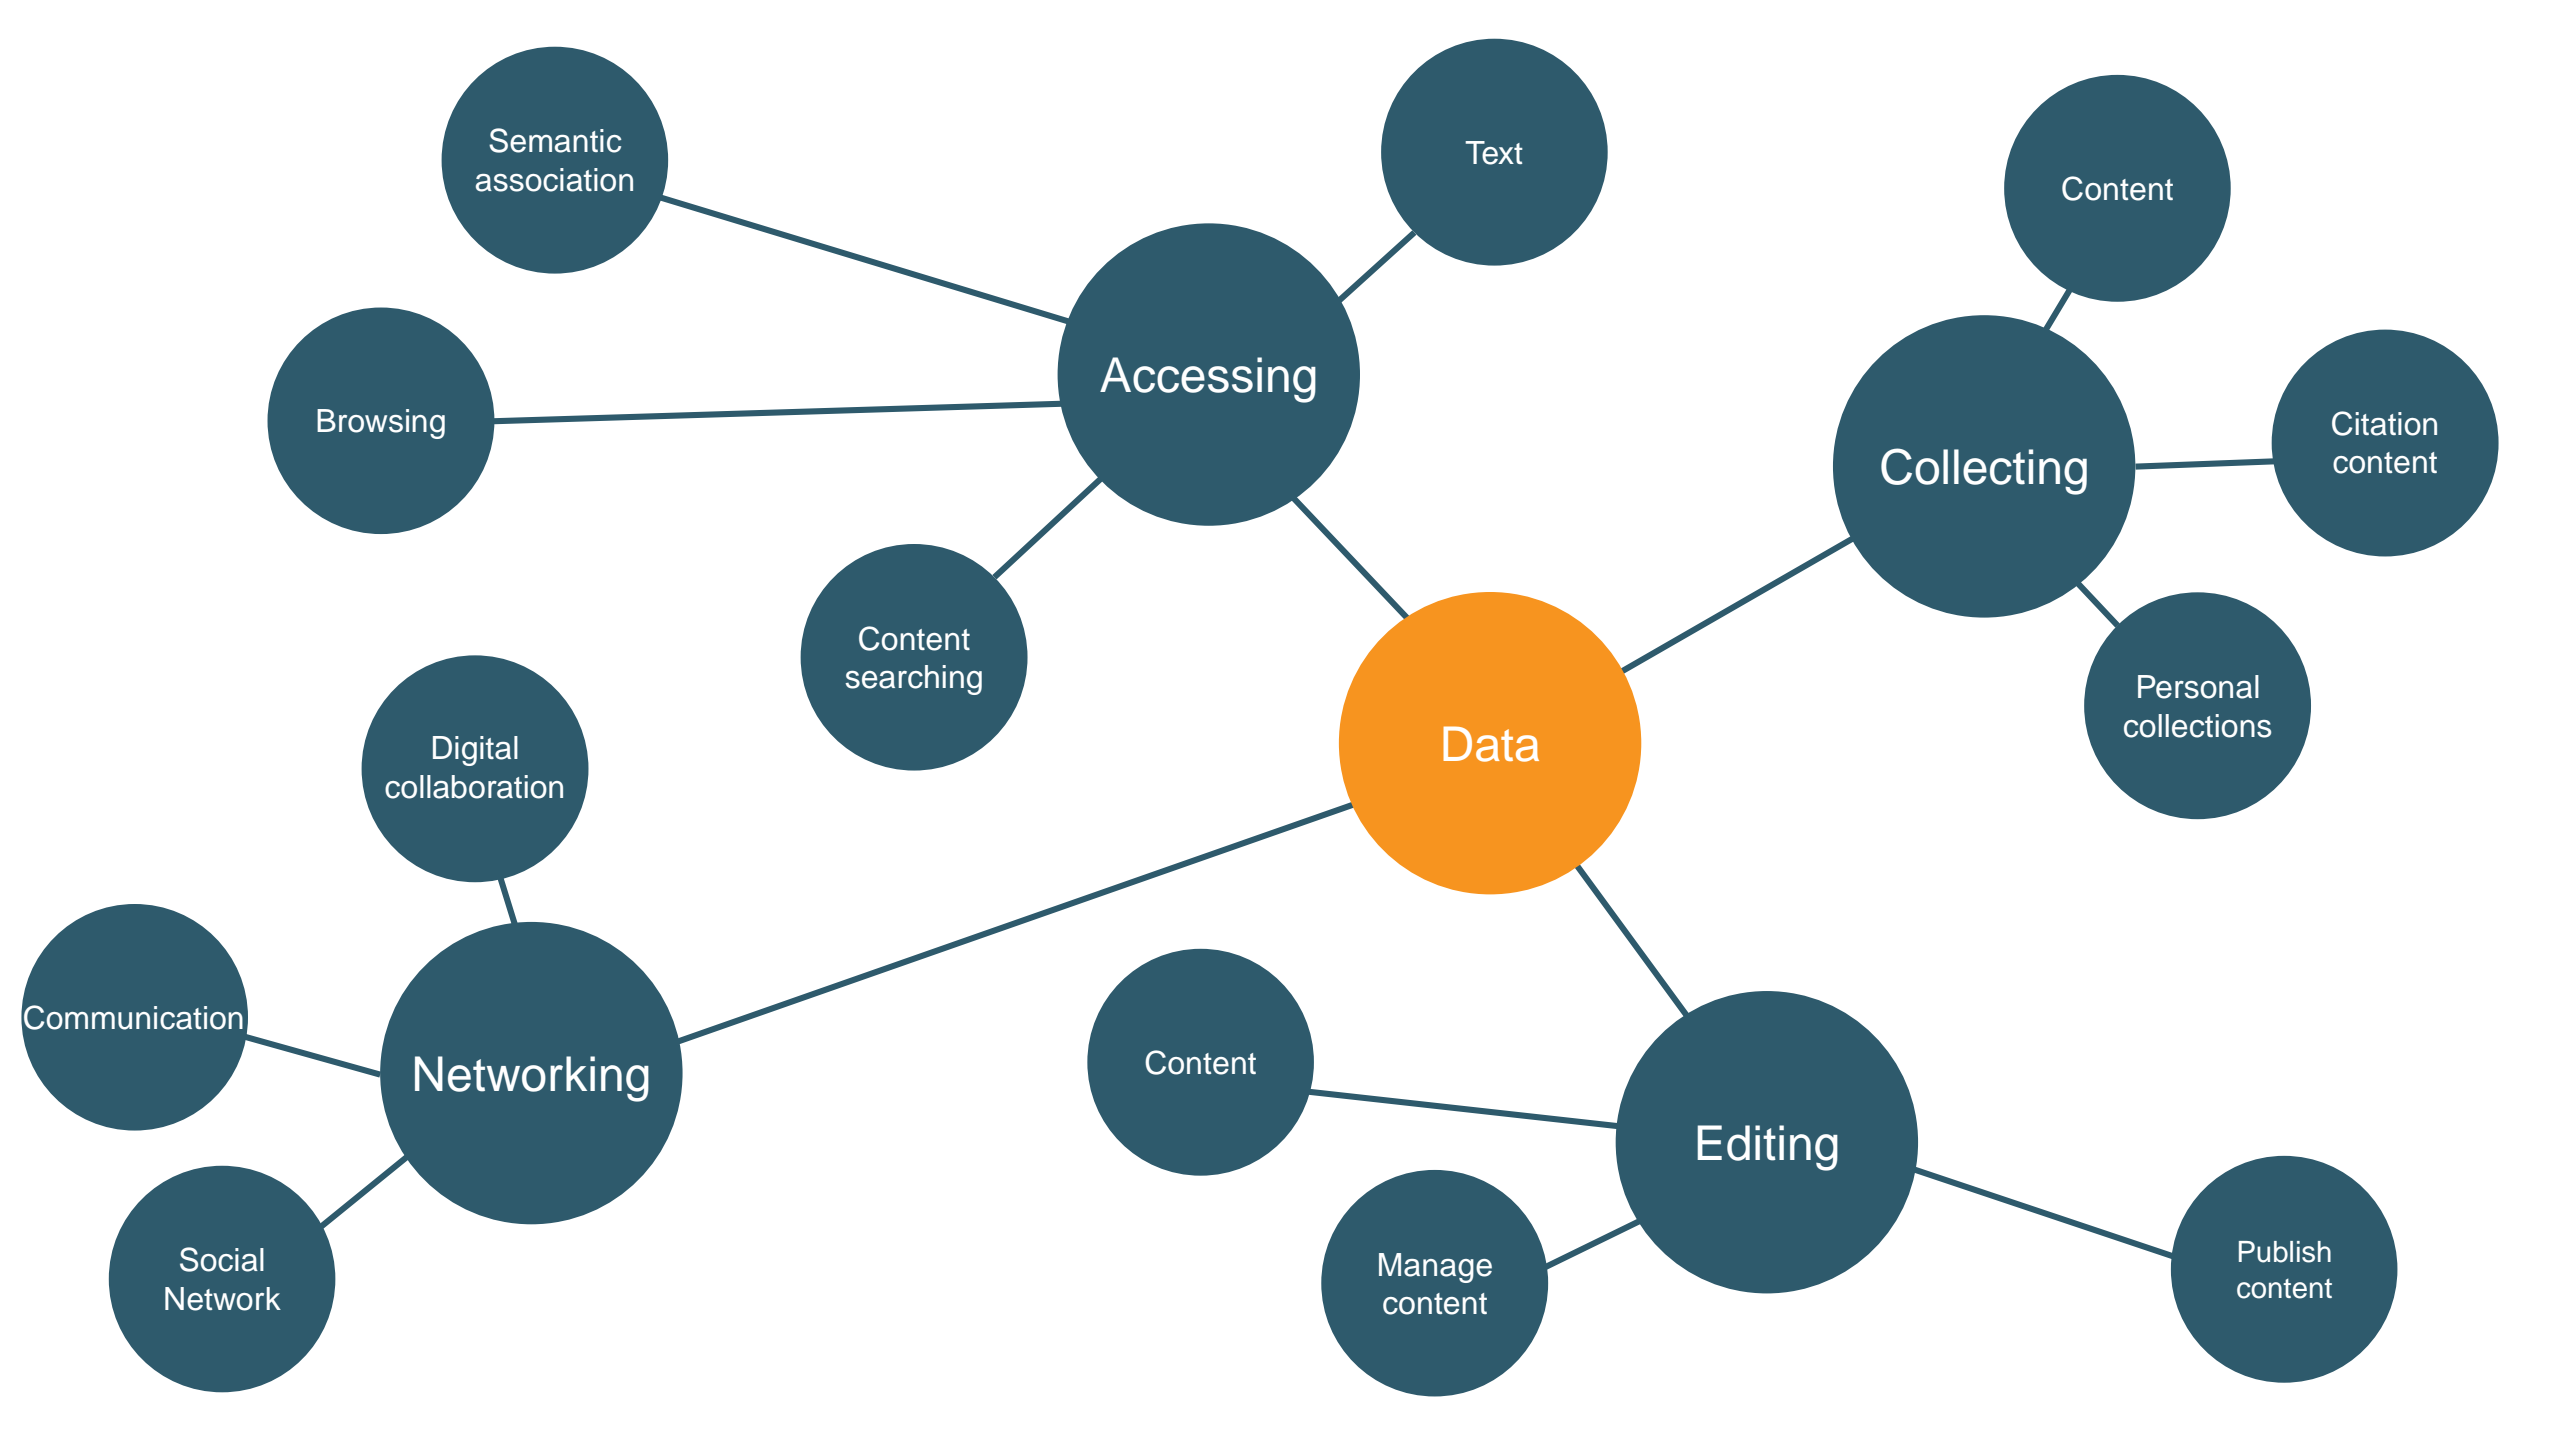 Semantic
association
Text
Content
Browsing
Accessing
Citation
content
Collecting
Content
searching
Personal
collections
Digital
collaboration
Data
Communication
Networking
Content
Editing
Social
Network
Manage
content
Publish
content